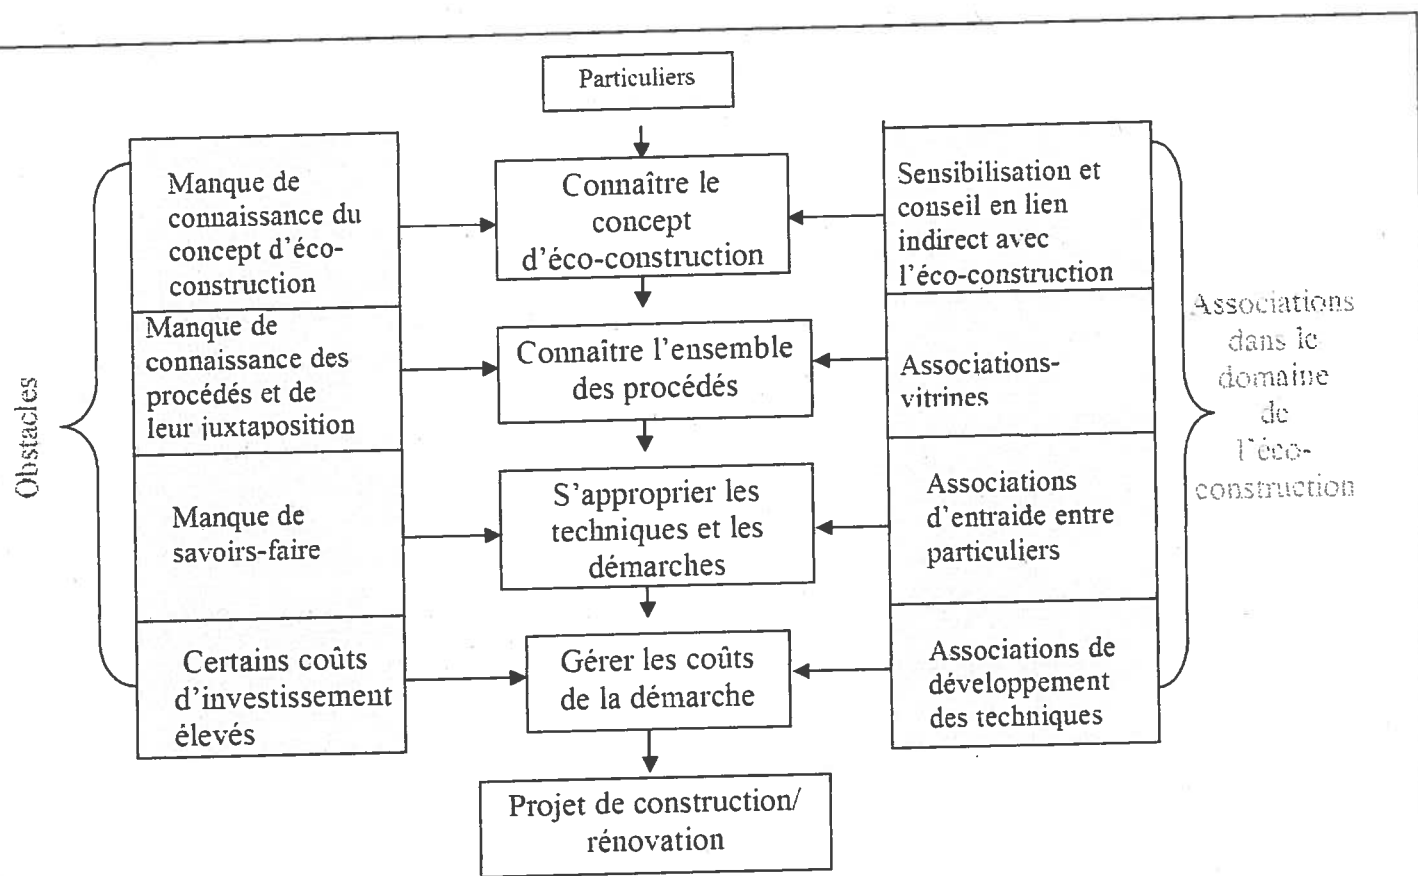 Particuliers
Obstacles
Manque de
connaissance du
concept d'éco-
construction
Manque de
connaissance des
procédés et de
leur juxtaposition
Manque de
savoirs-faire
Certains coûts
d'investissement
élevés
Connaître le
concept
d'éco-construction
Connaître l'ensemble
des procédés
S'approprier les
techniques et les
démarches
Gérer les coûts
de la démarche
Projet de construction/
rénovation
Sensibilisation et
conseil en lien
indirect avec
l'éco-construction
Associations-
vitrines
Associations
d'entraide entre
particuliers
Associations de
développement
des techniques
Associations
dans le
domaine
de
l'éco-
construction